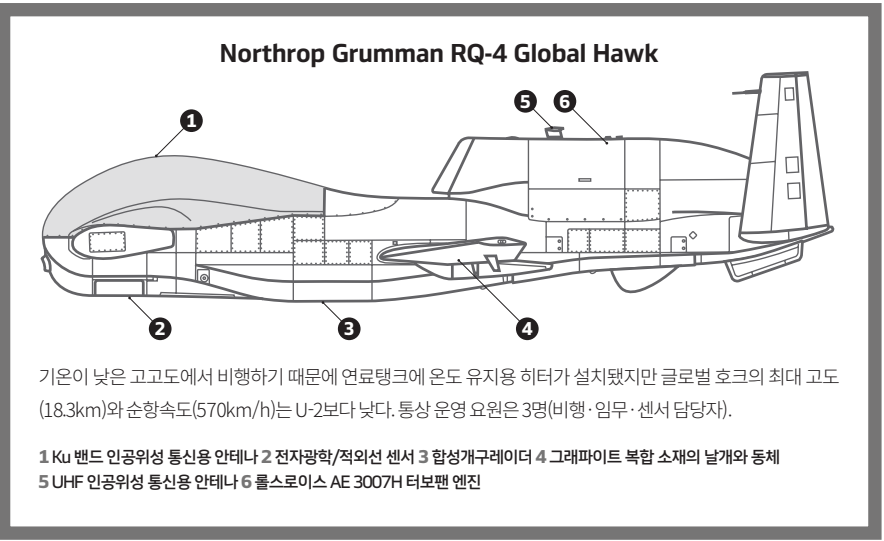 Northrop Grumman RQ-4 Global Hawk
5 6
1
2 3 4
기온이 낮은 고고도에서 비행하기 때문에 연료탱크에 온도 유지용 히터가 설치됐지만 글로벌 호크의 최대 고도
(18.3km)와 순항속도(570km/h)는 U-2보다 낮다. 통상 운영 요원은 3명(비행·임무·센서 담당자).
1 Ku 밴드 인공위성 통신용 안테나 2 전자광학/적외선 센서 3 합성개구레이더 4 그래파이트 복합 소재의 날개와 동체
5 UHF 인공위성 통신용 안테나 6 롤스로이스 AE 3007H 터보팬 엔진